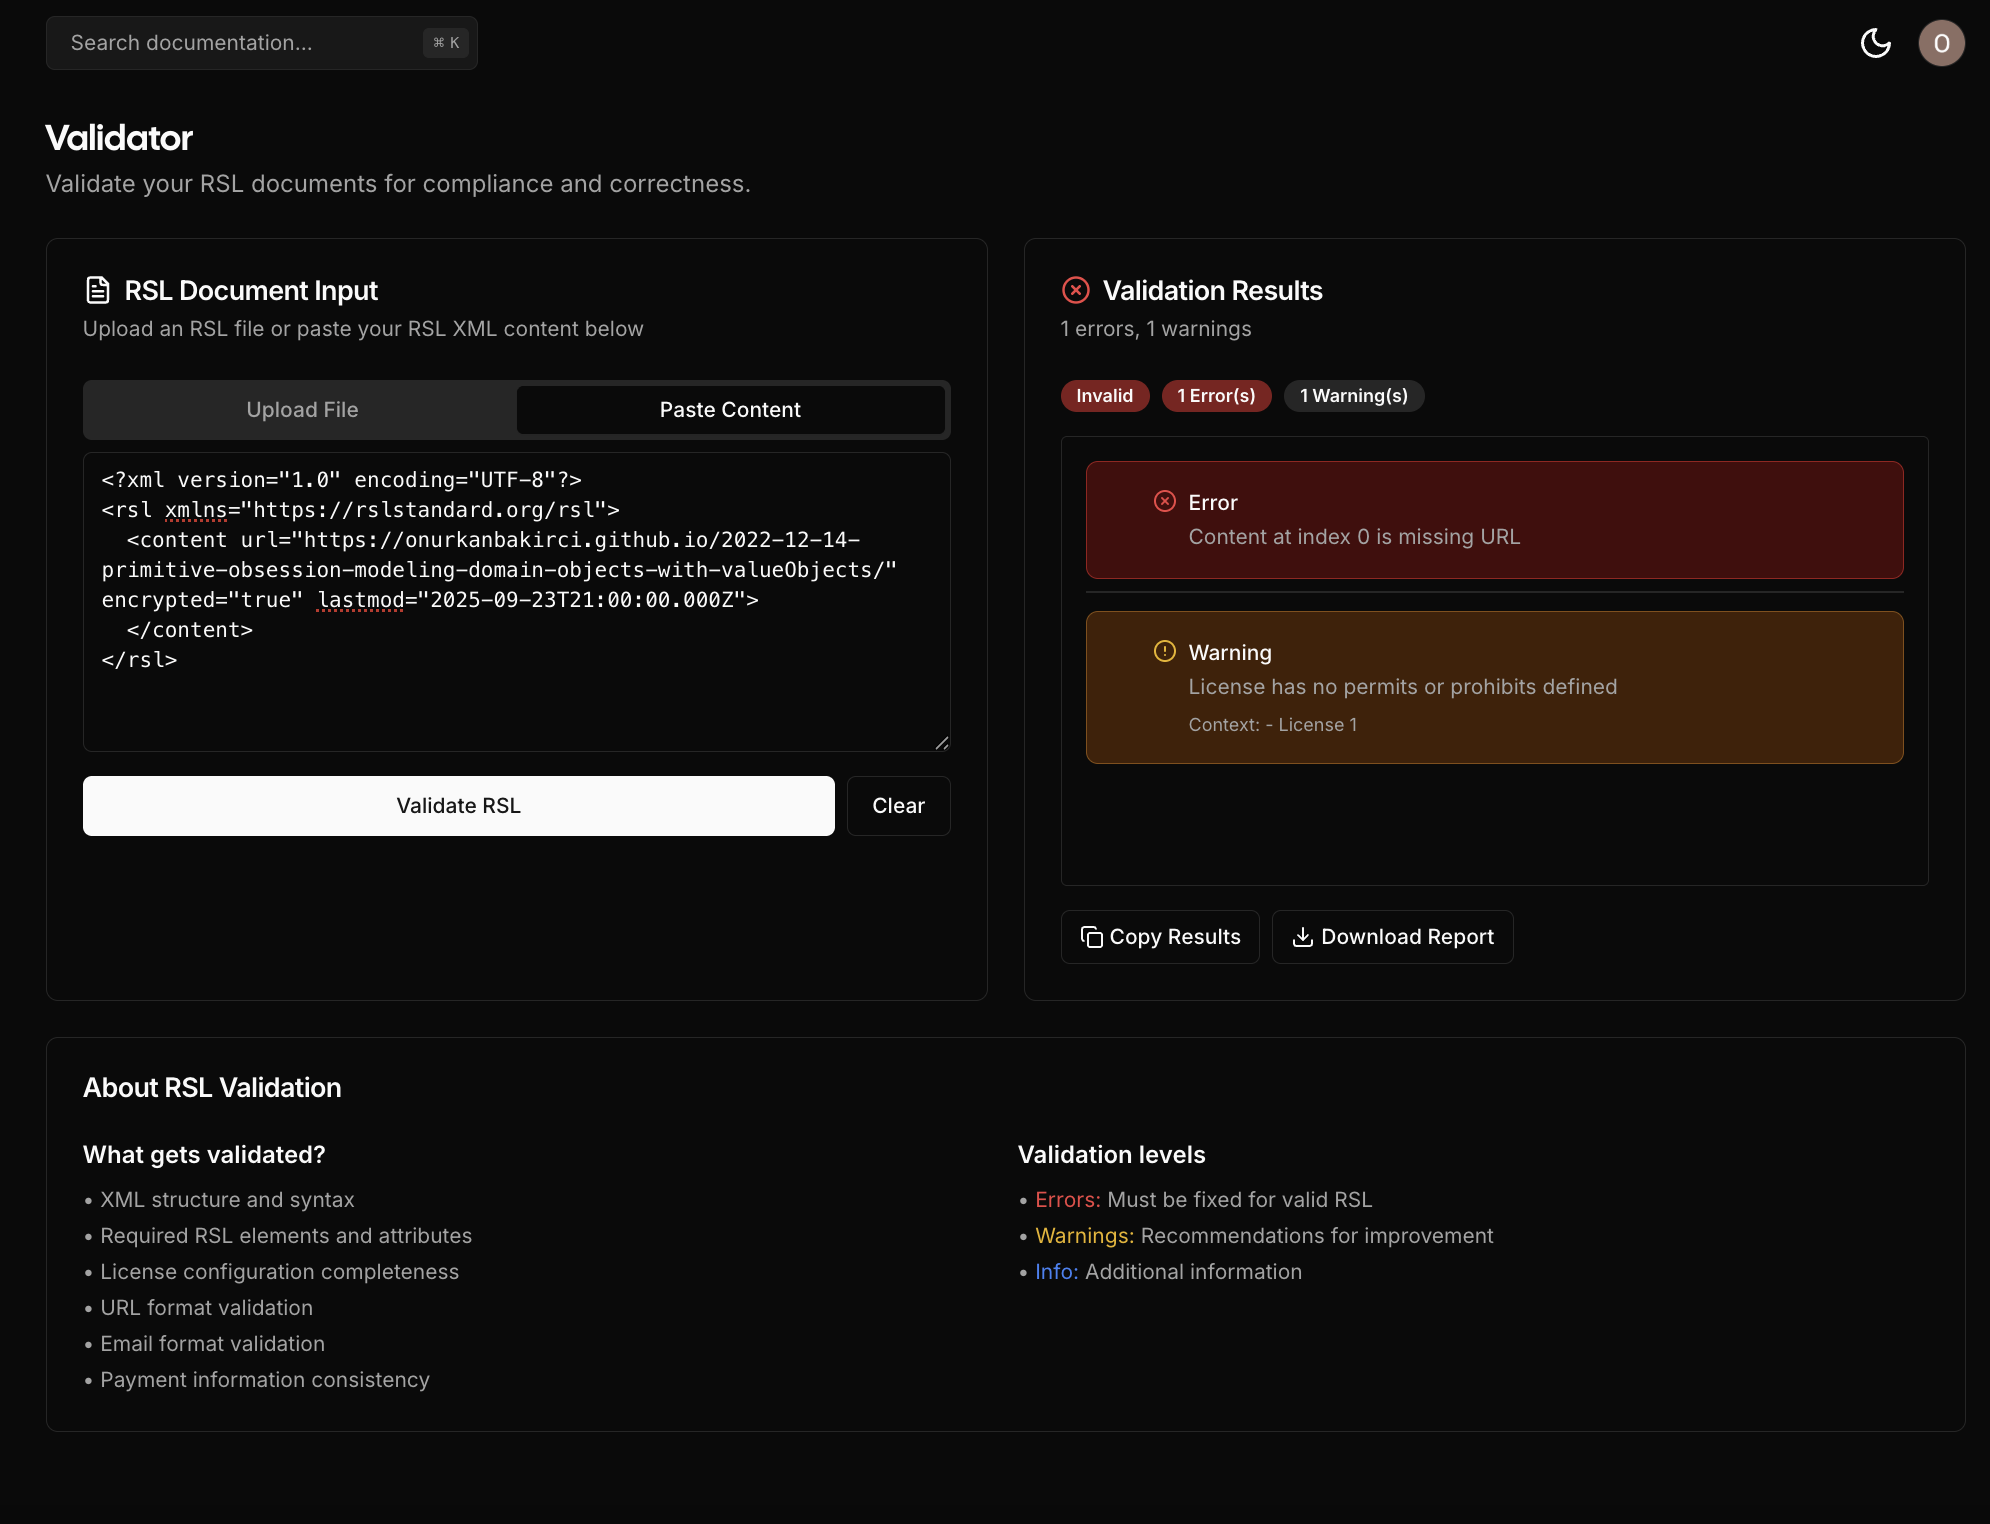 Search documentation...
⌘ K
O
Validator
Validate your RSL documents for compliance and correctness.
RSL Document Input
Upload an RSL file or paste your RSL XML content below
Upload File
Paste Content
<?xml version="1.0" encoding="UTF-8"?>
<rsl xmlns="https://rslstandard.org/rsl">
  <content url="https://onurkanbakirci.github.io/2022-12-14-
primitive-obsession-modeling-domain-objects-with-valueObjects/"
encrypted="true" lastmod="2025-09-23T21:00:00.000Z">
  </content>
</rsl>
Validate RSL
Clear
Validation Results
1 errors, 1 warnings
Invalid
1 Error(s)
1 Warning(s)
Error
Content at index 0 is missing URL
Warning
License has no permits or prohibits defined
Context: - License 1
Copy Results
Download Report
About RSL Validation
What gets validated?
• XML structure and syntax
• Required RSL elements and attributes
• License configuration completeness
• URL format validation
• Email format validation
• Payment information consistency
Validation levels
• Errors: Must be fixed for valid RSL
• Warnings: Recommendations for improvement
• Info: Additional information